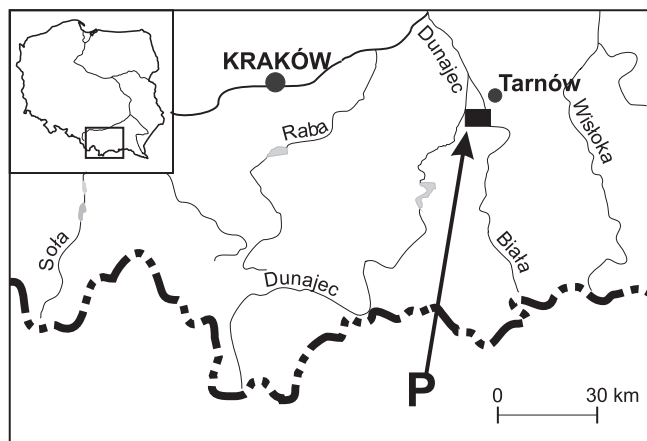 KRAKÓW
Dunajec
Tarnów
Raba
Wisłoka
Soła
Dunajec
Biała
P
0 30 km